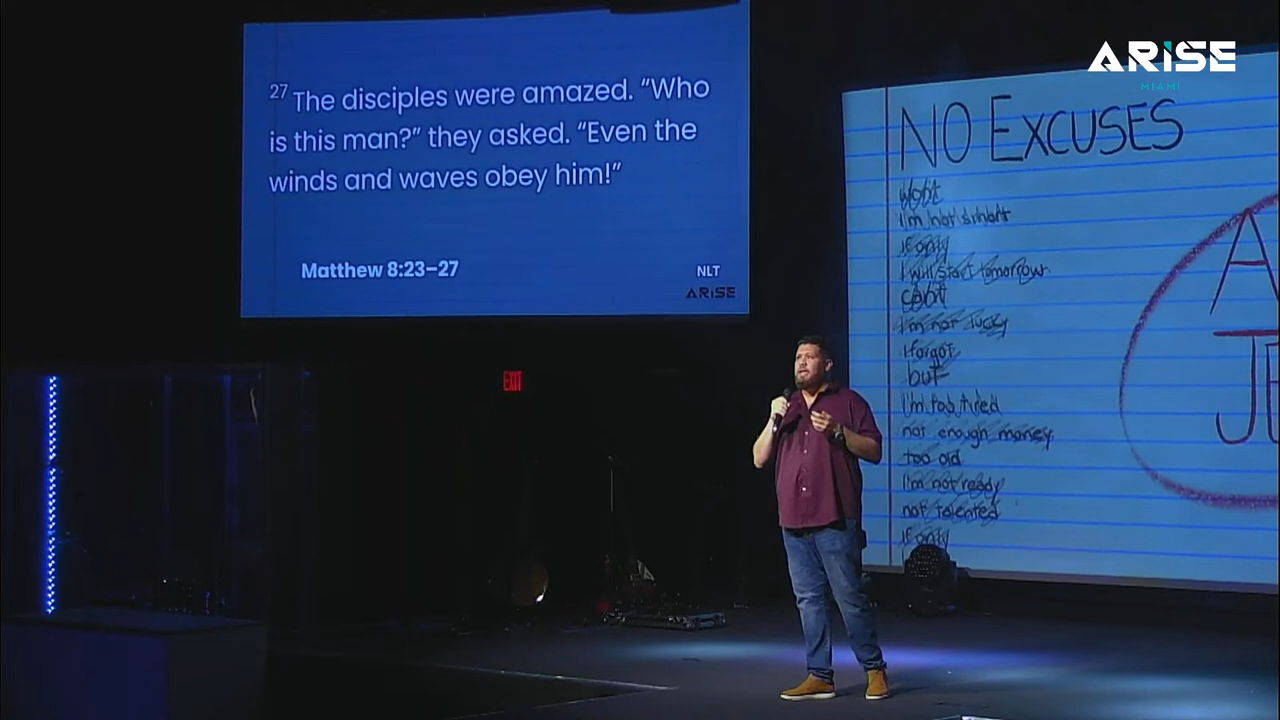 27 The disciples were amazed. “Who
is this man?” they asked. “Even the
winds and waves obey him!”
Matthew 8:23–27
NLT
ARISE
EXIT
ARISE
MIAMI
NO EXCUSES
I'm not smart
if only
I will start tomorrow
I'm not lucky
I forgot
but
I'm too tired
not enough money
too old
I'm not ready
not talented
if only
A
JE